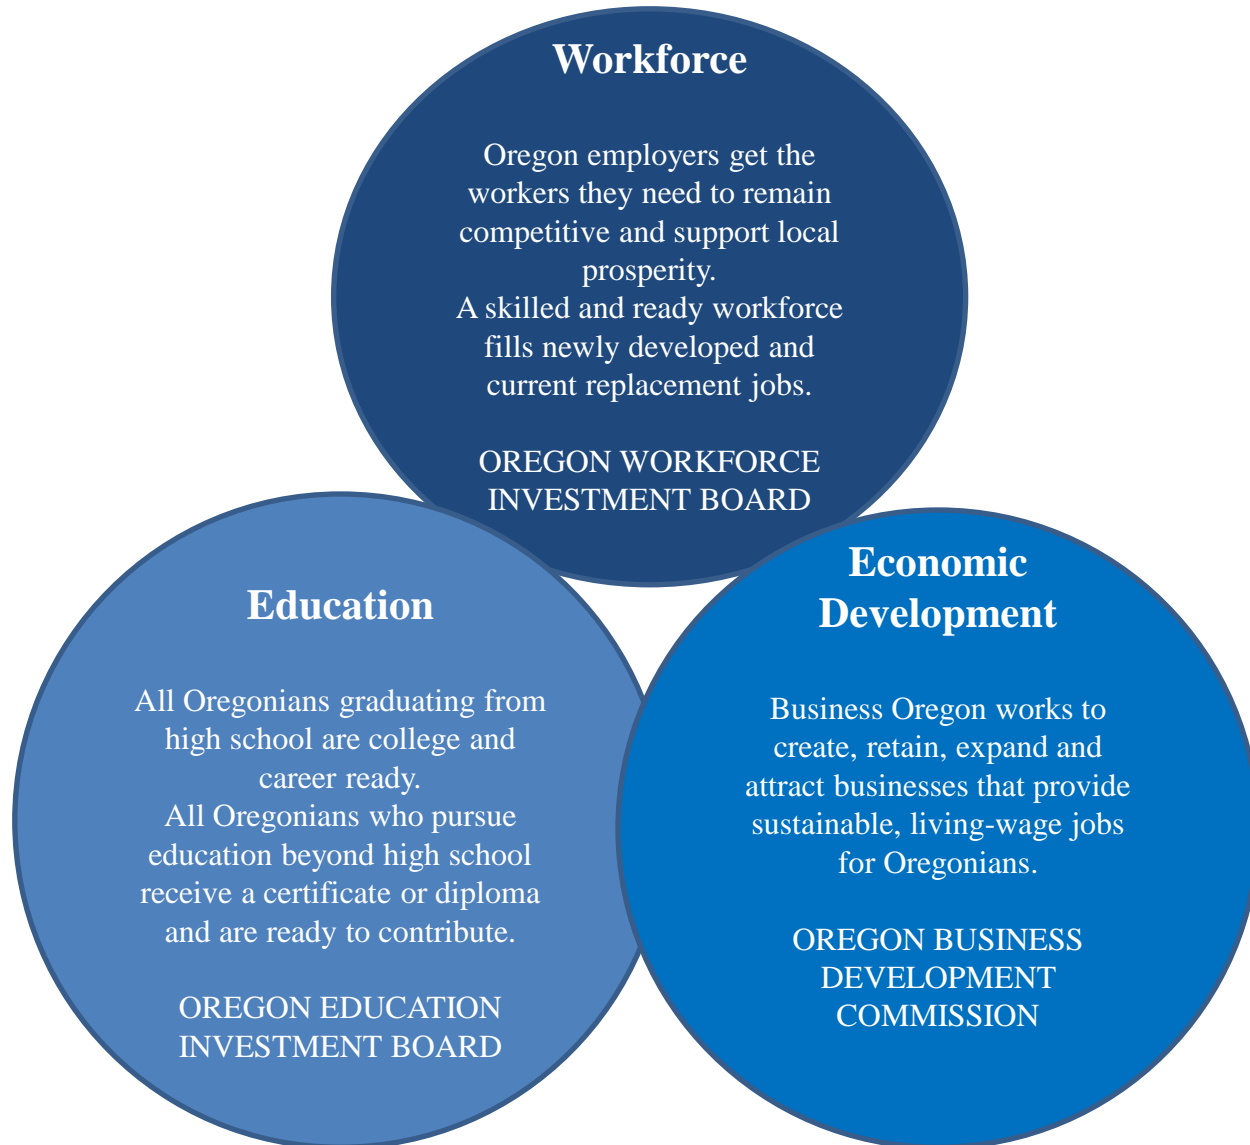 Workforce
Oregon employers get the
workers they need to remain
competitive and support local
prosperity.
A skilled and ready workforce
fills newly developed and
current replacement jobs.
OREGON WORKFORCE
INVESTMENT BOARD
Education
All Oregonians graduating from
high school are college and
career ready.
All Oregonians who pursue
education beyond high school
receive a certificate or diploma
and are ready to contribute.
OREGON EDUCATION
INVESTMENT BOARD
Economic
Development
Business Oregon works to
create, retain, expand and
attract businesses that provide
sustainable, living-wage jobs
for Oregonians.
OREGON BUSINESS
DEVELOPMENT
COMMISSION